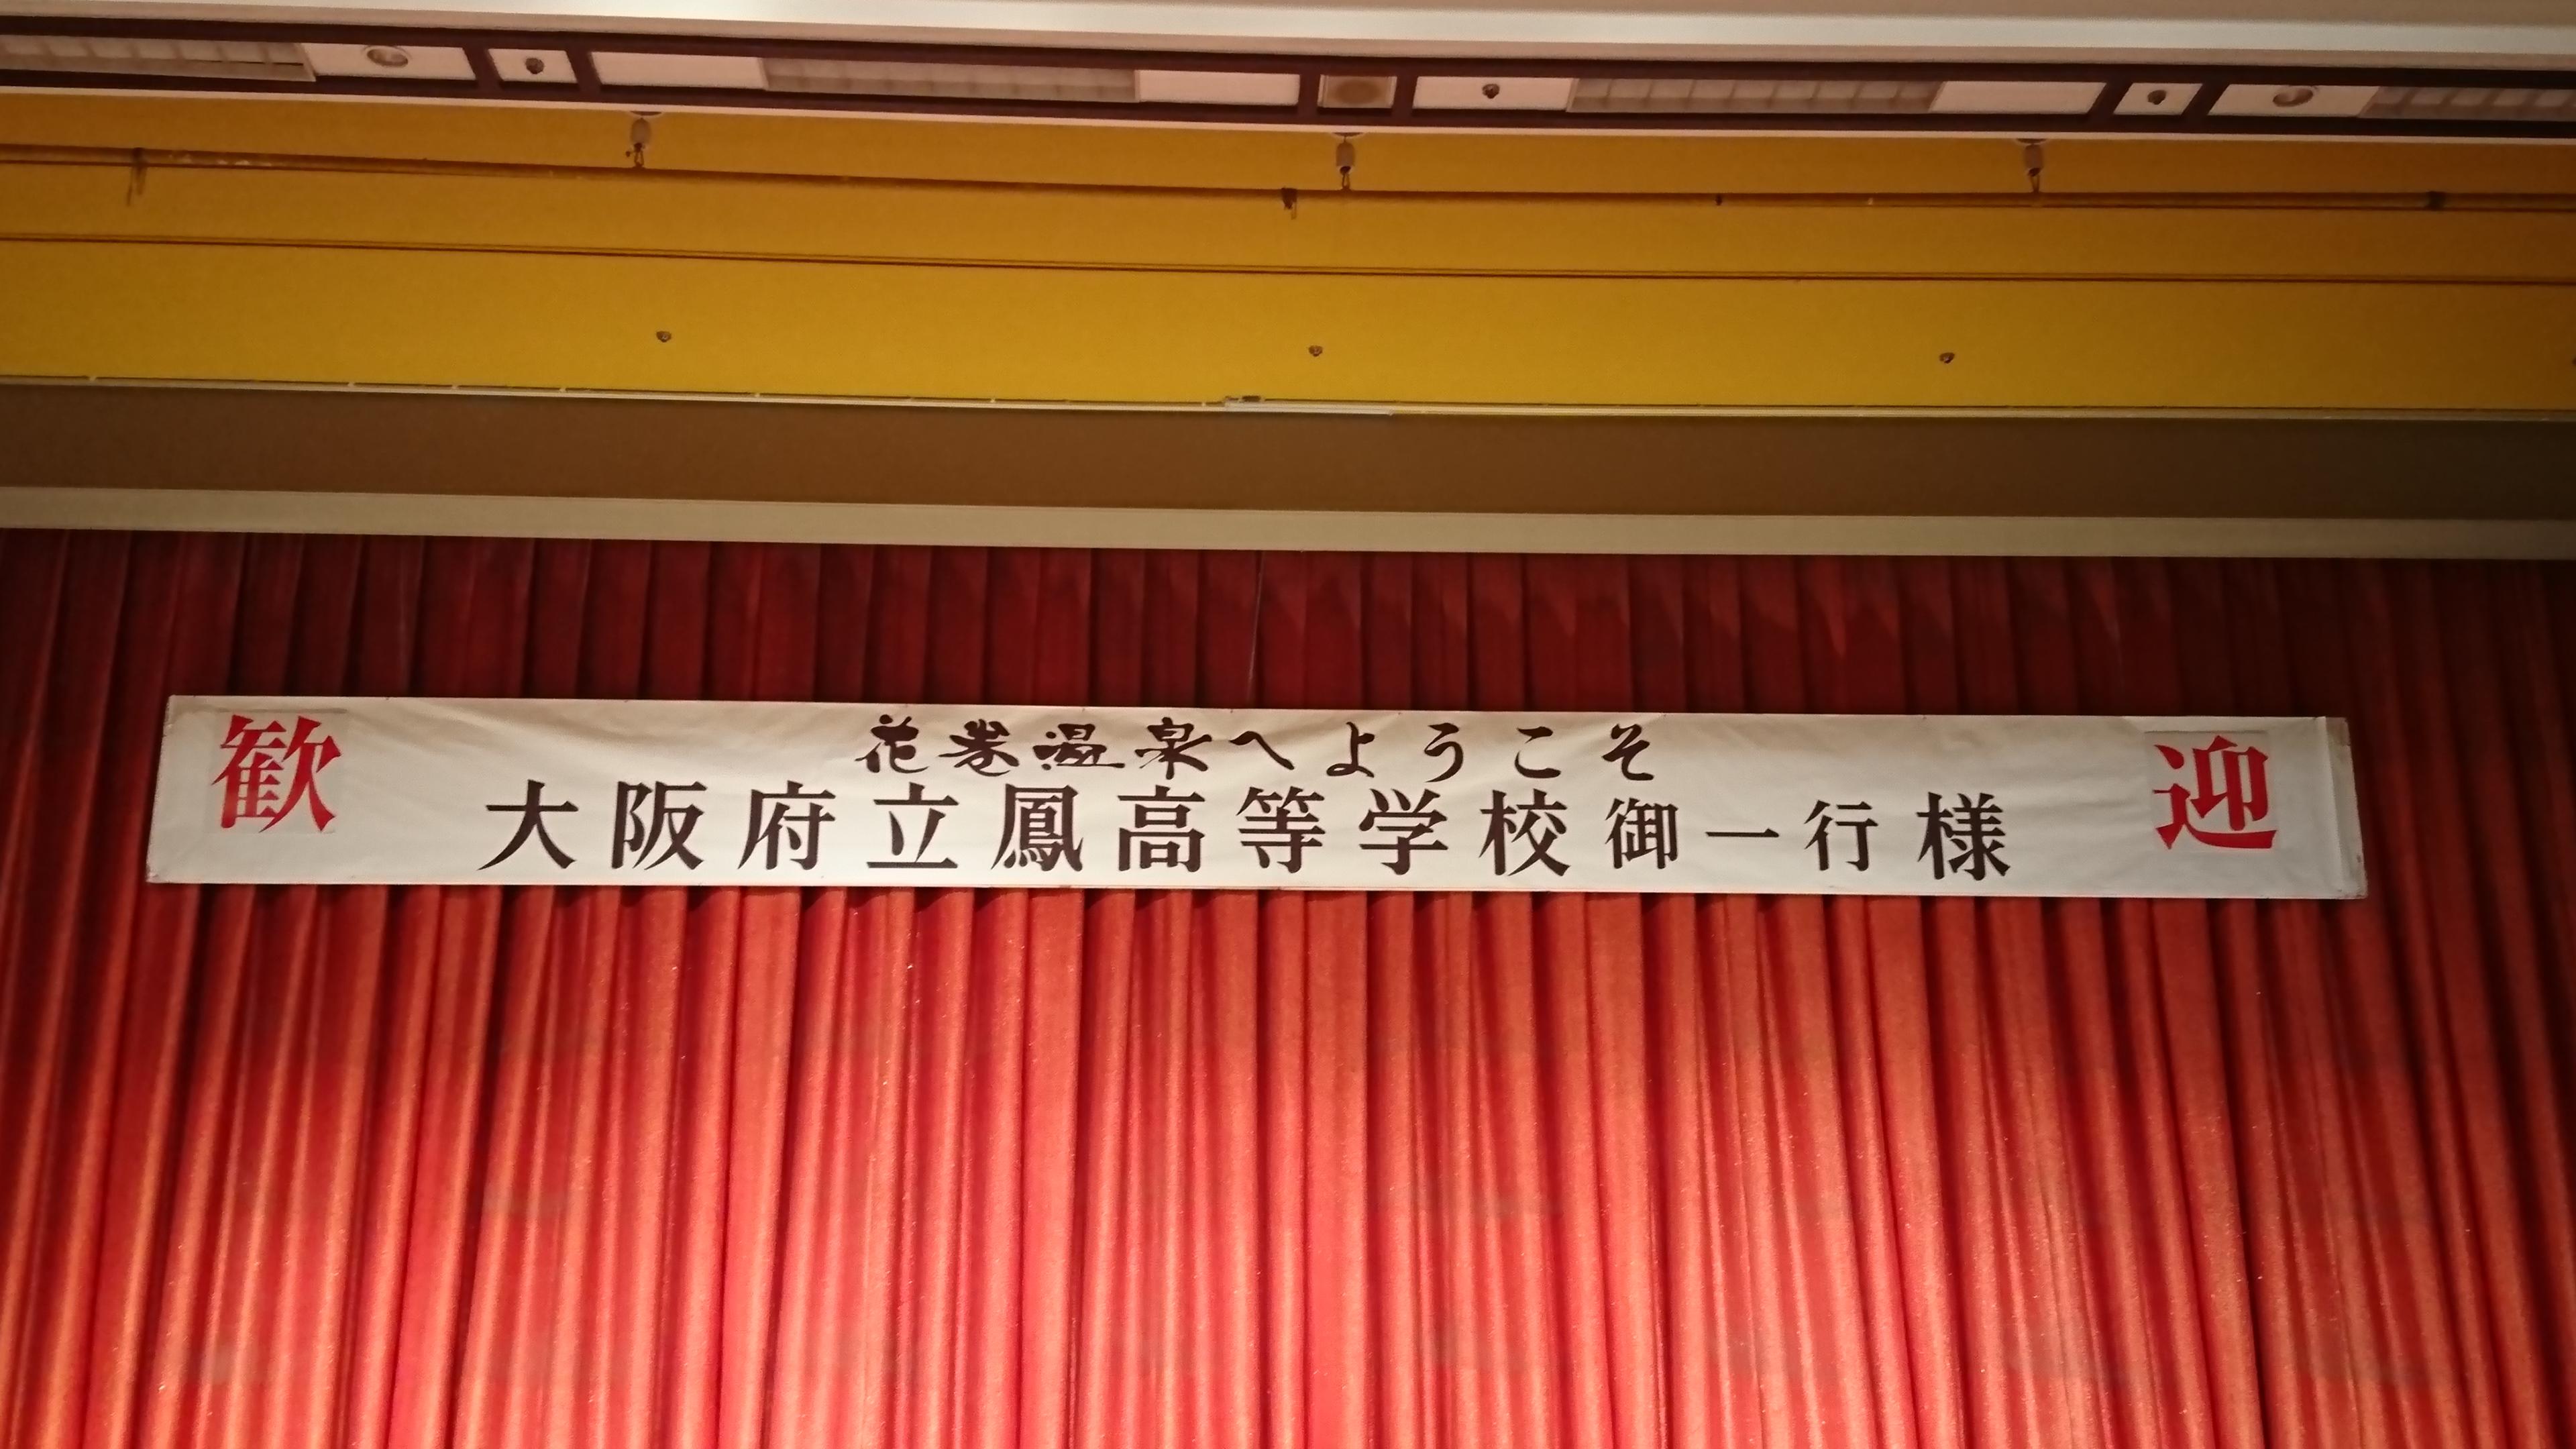 歓迎
花巻温泉へようこそ
大阪府立鳳高等学校御一行様